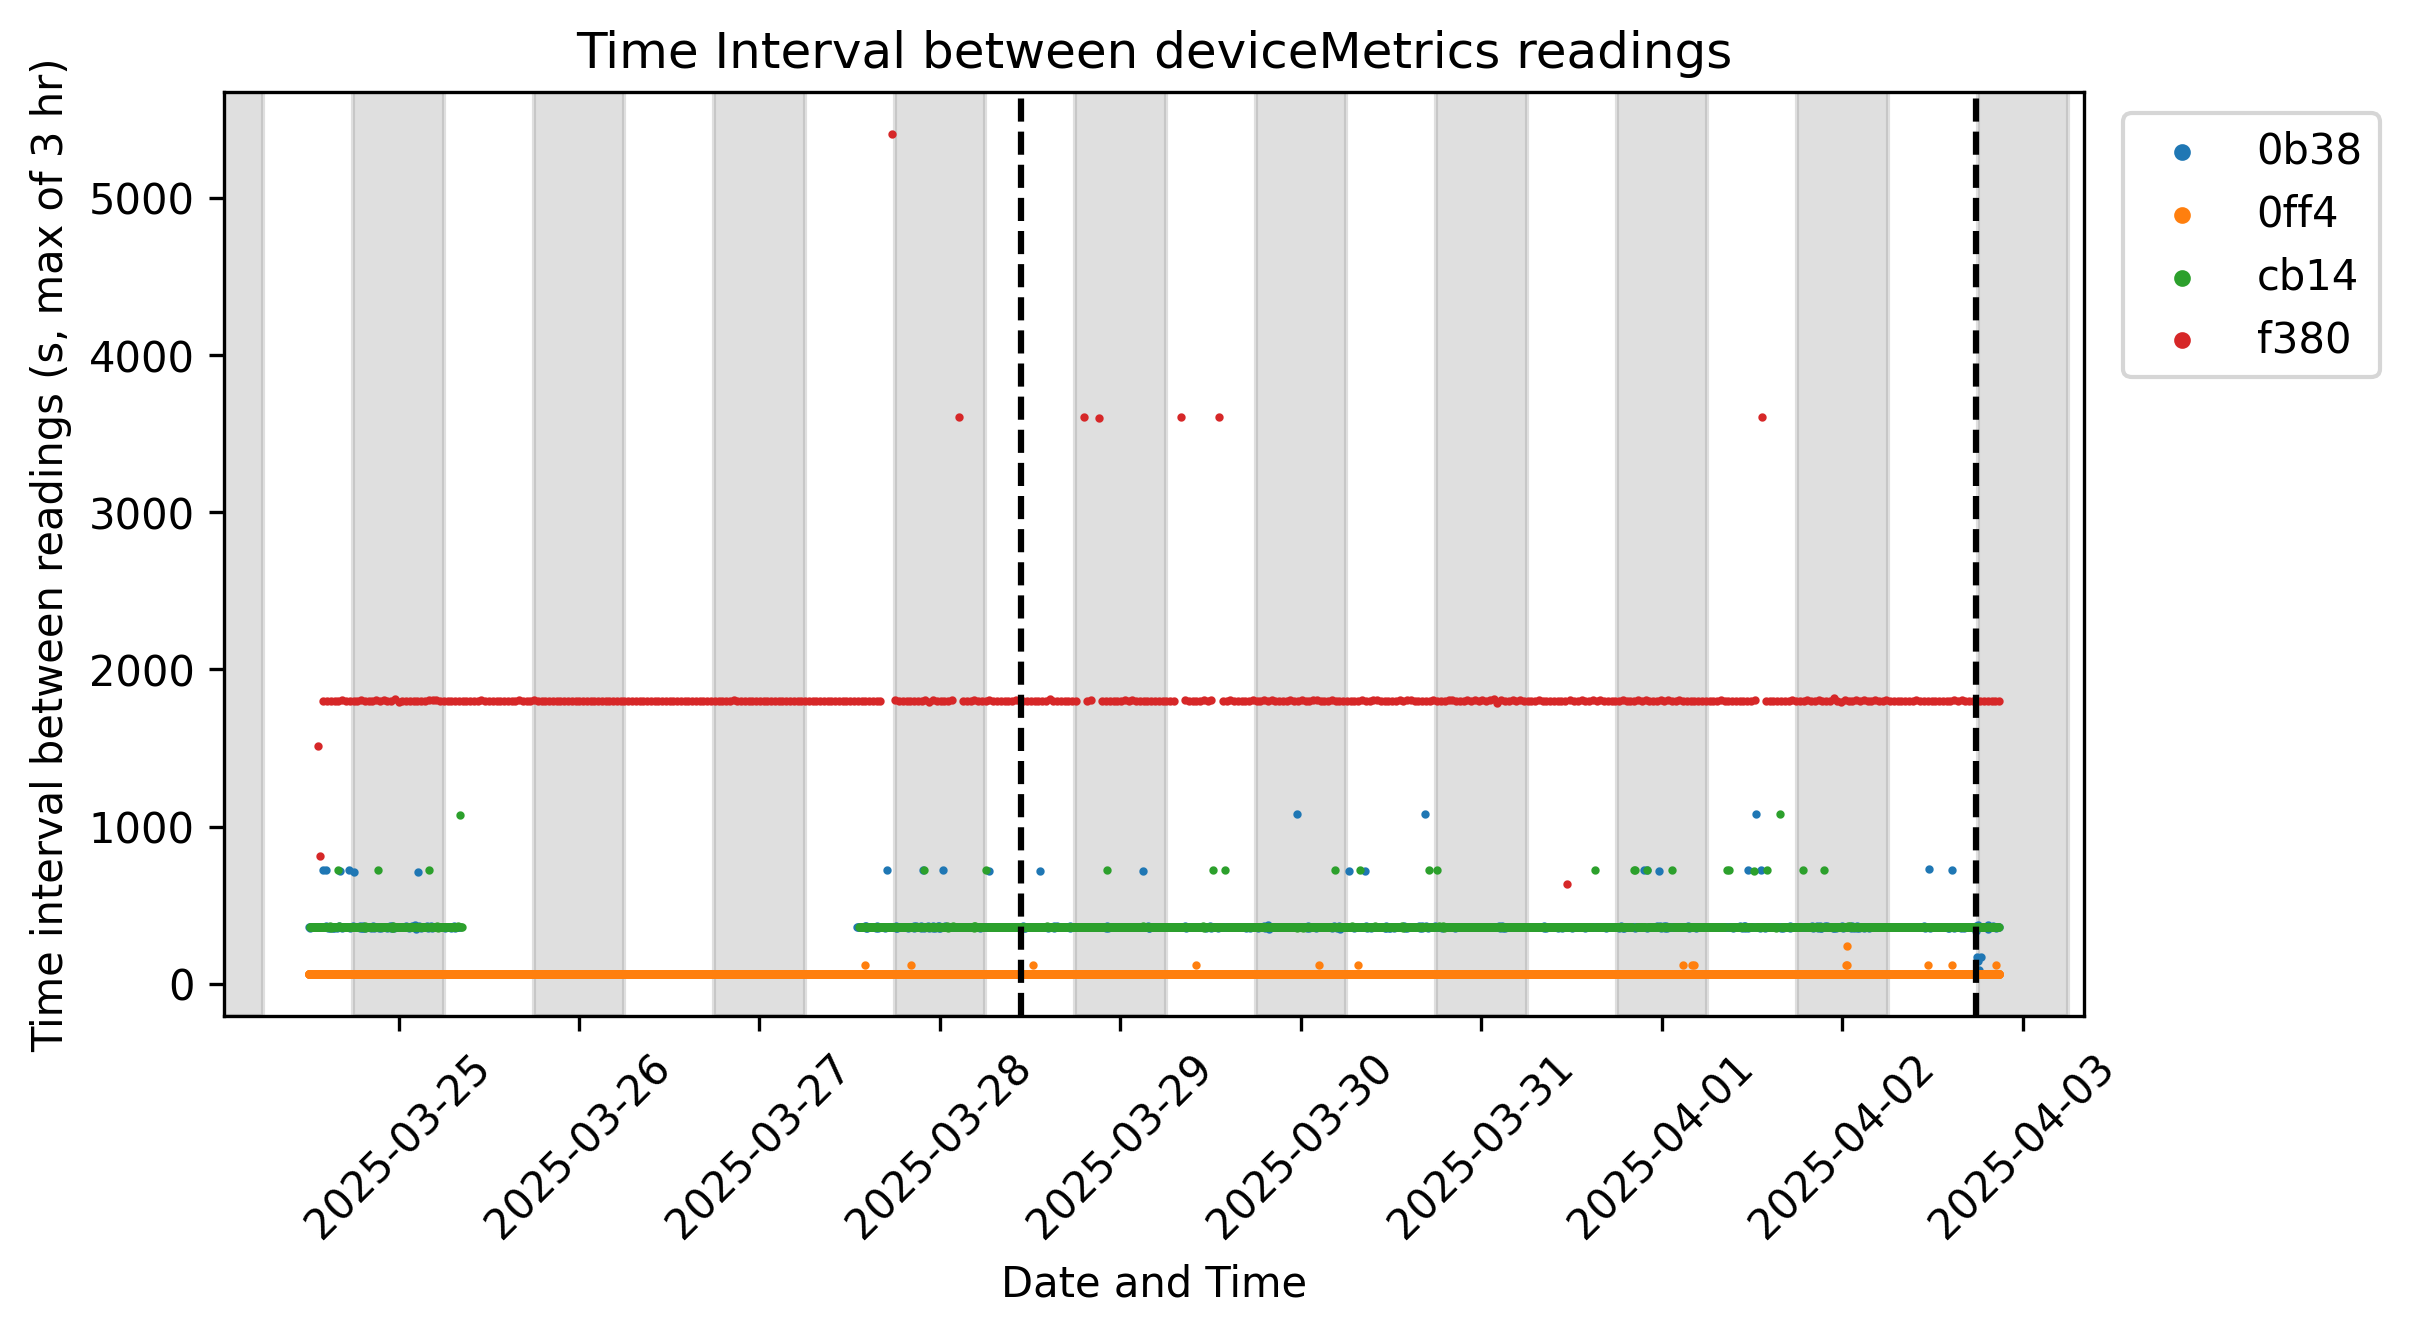 Time Interval between deviceMetrics readings
Time interval between readings (s, max of 3 hr)
5000
4000
3000
2000
1000
0
2025-03-25
2025-03-26
2025-03-27
2025-03-28
2025-03-29
2025-03-30
2025-03-31
2025-04-01
2025-04-02
2025-04-03
Date and Time
0b38
0ff4
cb14
f380